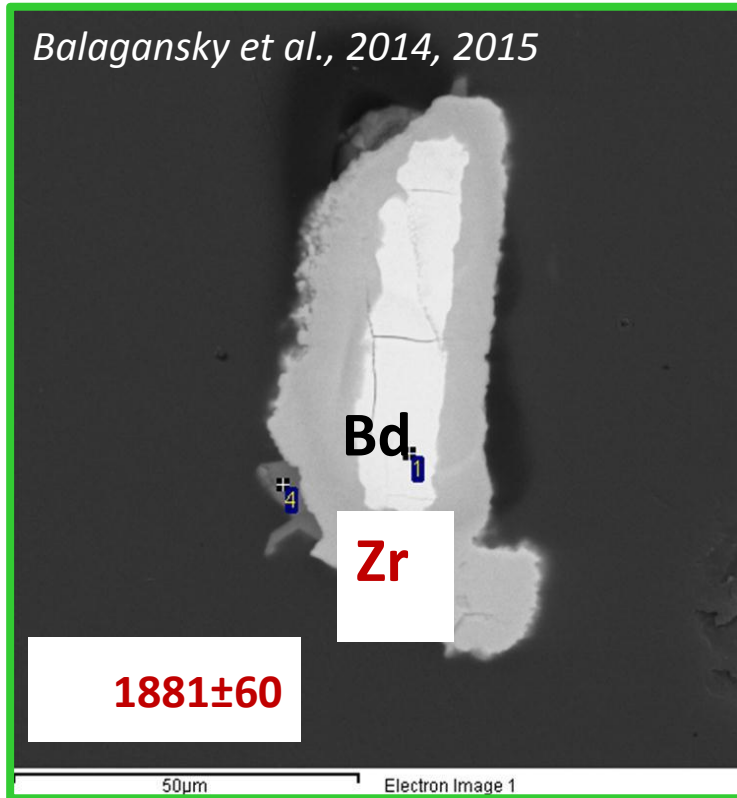 Balagansky et al., 2014, 2015
Bd
1
4
Zr
1881±60
50µm Electron Image 1